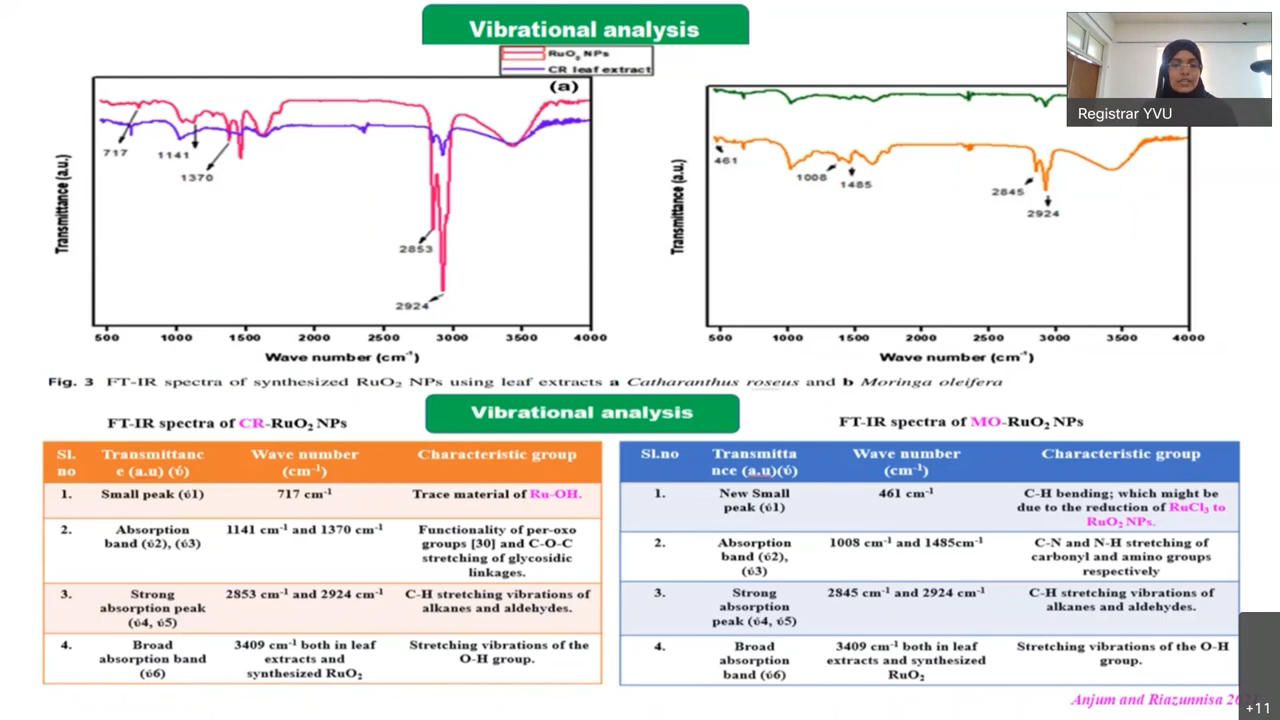 Vibrational analysis
RuO2 NPs
CR leaf extract
(a)
717
1141
1370
2853
2924
Transmittance (a.u.)
500 1000 1500 2000 2500 3000 3500 4000
Wave number (cm-1)
Registrar YVU
461
1008
1485
2845
2924
Transmittance (a.u.)
500 1000 1500 2000 2500 3000 3500 4000
Wave number (cm-1)
Fig. 3 FT-IR spectra of synthesized RuO2 NPs using leaf extracts a Catharanthus roseus and b Moringa oleifera
Vibrational analysis
FT-IR spectra of CR-RuO2 NPs
Sl. no
Transmittanc
e (a.u) (ύ)
Wave number
(cm-1)
Characteristic group
1.
Small peak (ύ1)
717 cm-1
Trace material of Ru-OH.
2.
Absorption
band (ύ2), (ύ3)
1141 cm-1 and 1370 cm-1
Functionality of per-oxo
groups [30] and C-O-C
stretching of glycosidic
linkages.
3.
Strong
absorption peak
(ύ4, ύ5)
2853 cm-1 and 2924 cm-1
C-H stretching vibrations of
alkanes and aldehydes.
4.
Broad
absorption band
(ύ6)
3409 cm-1 both in leaf
extracts and
synthesized RuO2
Stretching vibrations of the
O-H group.
FT-IR spectra of MO-RuO2 NPs
Sl.no
Transmitta
nce (a.u)(ύ)
Wave number
(cm-1)
Characteristic group
1.
New Small
peak (ύ1)
461 cm-1
C-H bending; which might be
due to the reduction of RuCl3 to
RuO2 NPs.
2.
Absorption
band (ύ2),
(ύ3)
1008 cm-1 and 1485cm-1
C-N and N-H stretching of
carbonyl and amino groups
respectively
3.
Strong
absorption
peak (ύ4, ύ5)
2845 cm-1 and 2924 cm-1
C-H stretching vibrations of
alkanes and aldehydes.
4.
Broad
absorption
band (ύ6)
3409 cm-1 both in leaf
extracts and synthesized
RuO2
Stretching vibrations of the O-H
group.
Anjum and Riazunnisa
+11